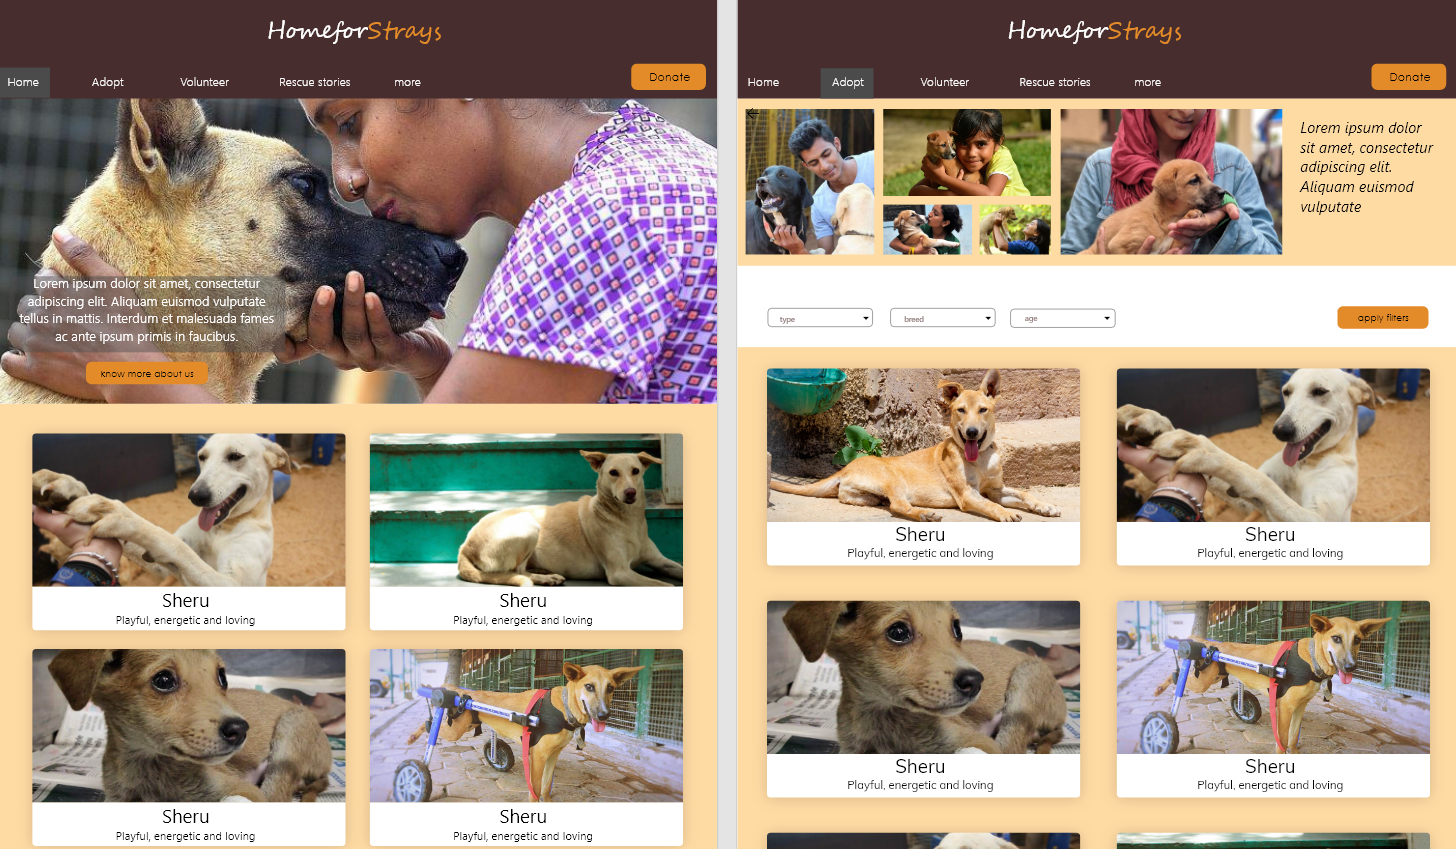 HomeforStrays
Home
Adopt
Volunteer
Rescue stories
more
Donate
Lorem ipsum dolor sit amet, consectetur
adipiscing elit. Aliquam euismod vulputate
tellus in mattis. Interdum et malesuada fames
ac ante ipsum primis in faucibus.
know more about us
Sheru
Playful, energetic and loving
Sheru
Playful, energetic and loving
Sheru
Playful, energetic and loving
Sheru
Playful, energetic and loving
HomeforStrays
Home
Adopt
Volunteer
Rescue stories
more
Donate
Lorem ipsum dolor
sit amet, consectetur
adipiscing elit.
Aliquam euismod
vulputate
type
breed
age
apply filters
Sheru
Playful, energetic and loving
Sheru
Playful, energetic and loving
Sheru
Playful, energetic and loving
Sheru
Playful, energetic and loving